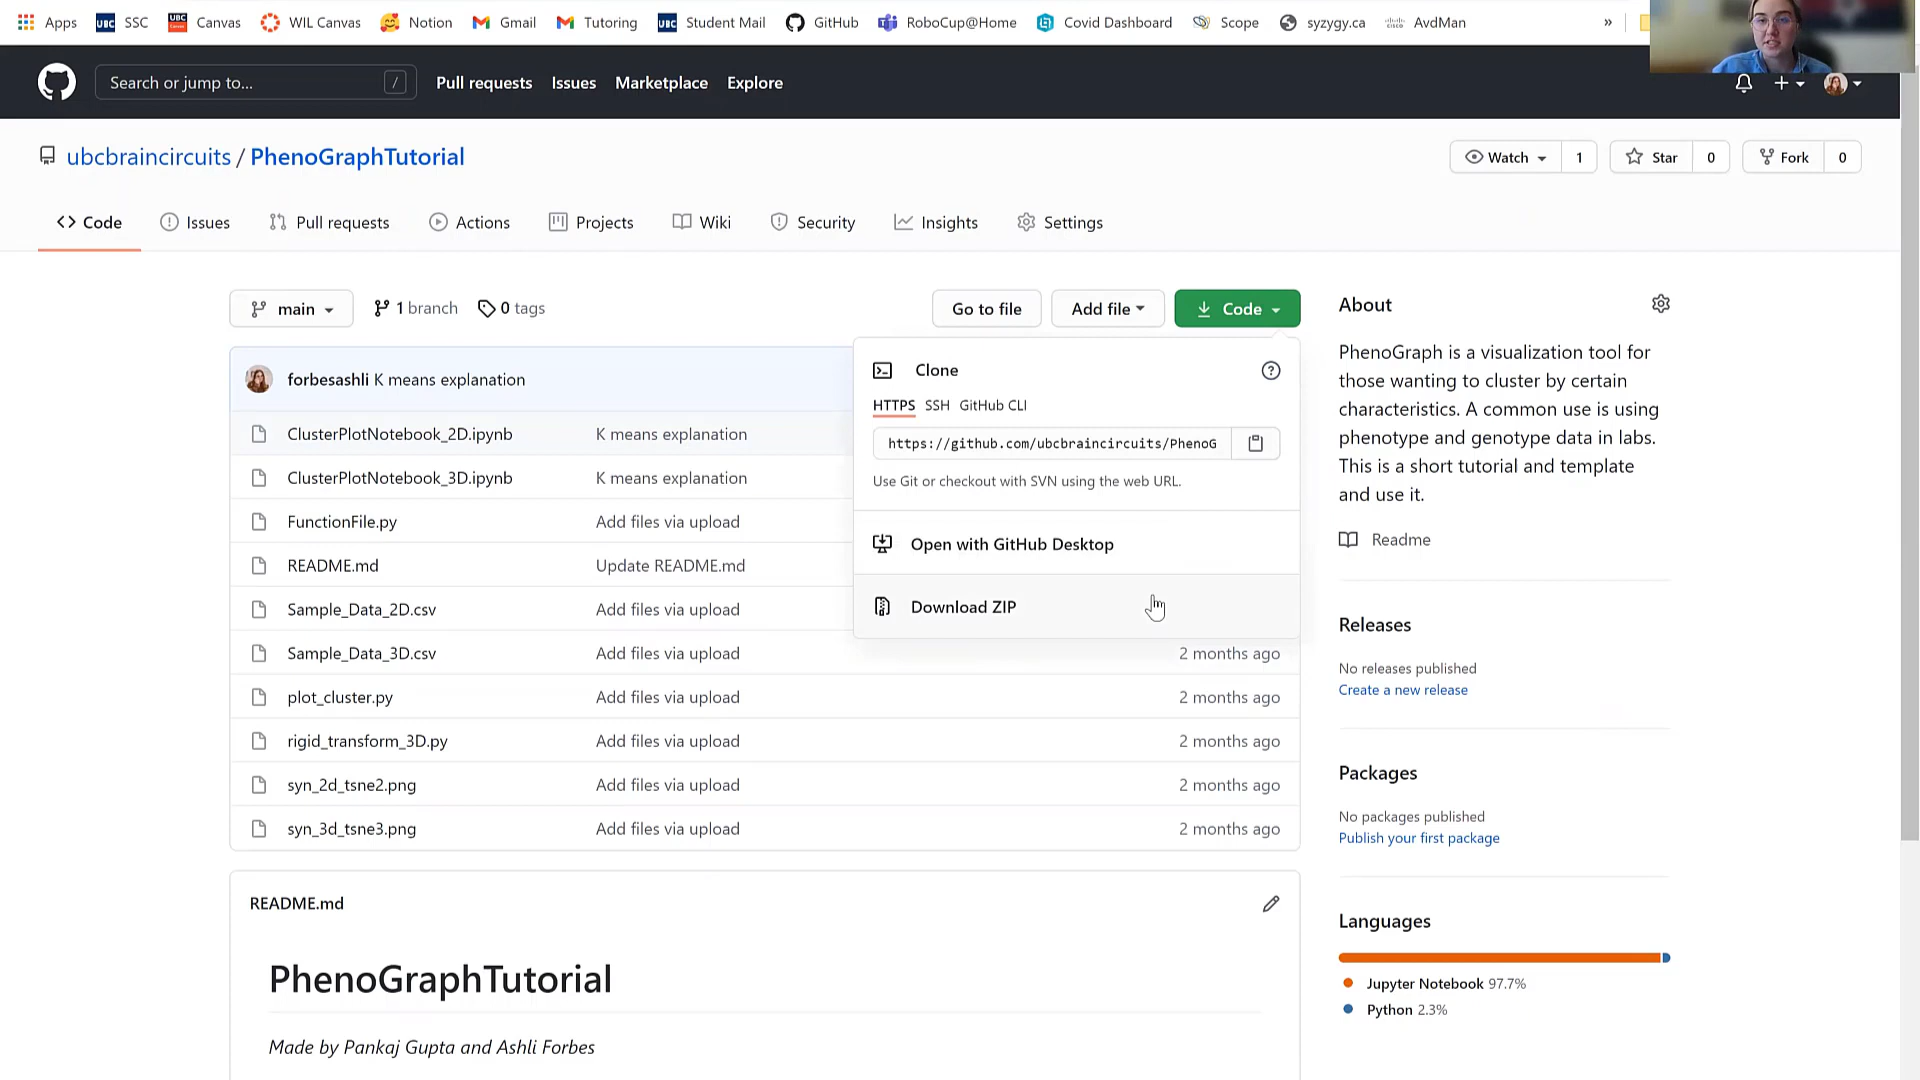 Apps UBC SSC UBC Canvas WIL Canvas Notion Gmail Tutoring UBC Student Mail GitHub RoboCup@Home Covid Dashboard Scope syzygy.ca AvdMan »
Search or jump to... / Pull requests Issues Marketplace Explore
ubcbraincircuits / PhenoGraphTutorial Watch 1 Star 0 Fork 0
Code Issues Pull requests Actions Projects Wiki Security Insights Settings
main 1 branch 0 tags Go to file Add file Code
forbesashli K means explanation
ClusterPlotNotebook_2D.ipynb K means explanation
ClusterPlotNotebook_3D.ipynb K means explanation
FunctionFile.py Add files via upload
README.md Update README.md
Sample_Data_2D.csv Add files via upload
Sample_Data_3D.csv Add files via upload 2 months ago
plot_cluster.py Add files via upload 2 months ago
rigid_transform_3D.py Add files via upload 2 months ago
syn_2d_tsne2.png Add files via upload 2 months ago
syn_3d_tsne3.png Add files via upload 2 months ago
Clone
HTTPS SSH GitHub CLI
https://github.com/ubcbraincircuits/PhenoG
Use Git or checkout with SVN using the web URL.
Open with GitHub Desktop
Download ZIP
README.md
PhenoGraphTutorial
Made by Pankaj Gupta and Ashli Forbes
About
PhenoGraph is a visualization tool for
those wanting to cluster by certain
characteristics. A common use is using
phenotype and genotype data in labs.
This is a short tutorial and template
and use it.
Readme
Releases
No releases published
Create a new release
Packages
No packages published
Publish your first package
Languages
Jupyter Notebook 97.7%
Python 2.3%